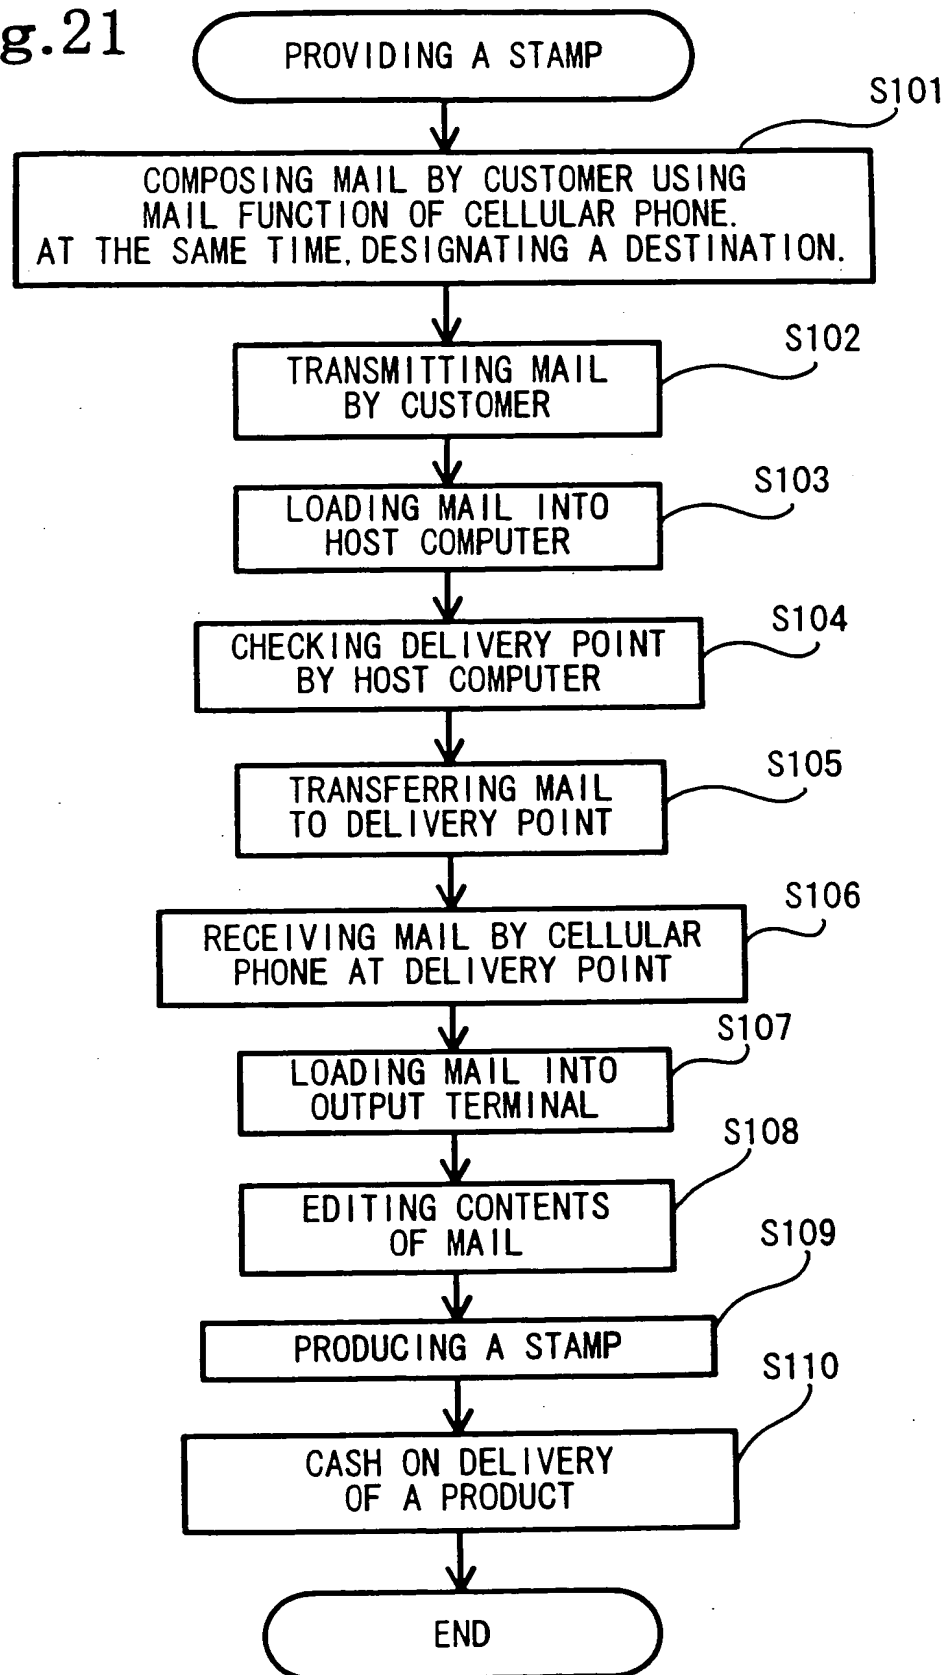 g.21
PROVIDING A STAMP
S101
COMPOSING MAIL BY CUSTOMER USING
MAIL FUNCTION OF CELLULAR PHONE.
AT THE SAME TIME, DESIGNATING A DESTINATION.
S102
TRANSMITTING MAIL
BY CUSTOMER
S103
LOADING MAIL INTO
HOST COMPUTER
S104
CHECKING DELIVERY POINT
BY HOST COMPUTER
S105
TRANSFERRING MAIL
TO DELIVERY POINT
S106
RECEIVING MAIL BY CELLULAR
PHONE AT DELIVERY POINT
S107
LOADING MAIL INTO
OUTPUT TERMINAL
S108
EDITING CONTENTS
OF MAIL
S109
PRODUCING A STAMP
S110
CASH ON DELIVERY
OF A PRODUCT
END